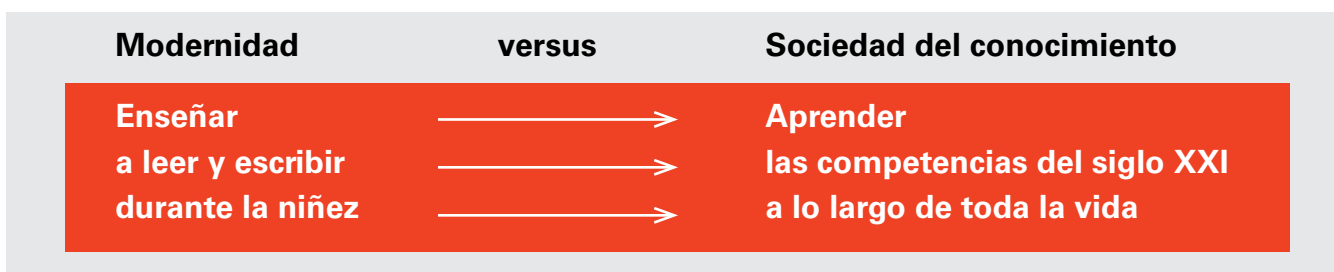 Modernidad versus Sociedad del conocimiento
Enseñar Aprender
a leer y escribir las competencias del siglo XXI
durante la niñez a lo largo de toda la vida